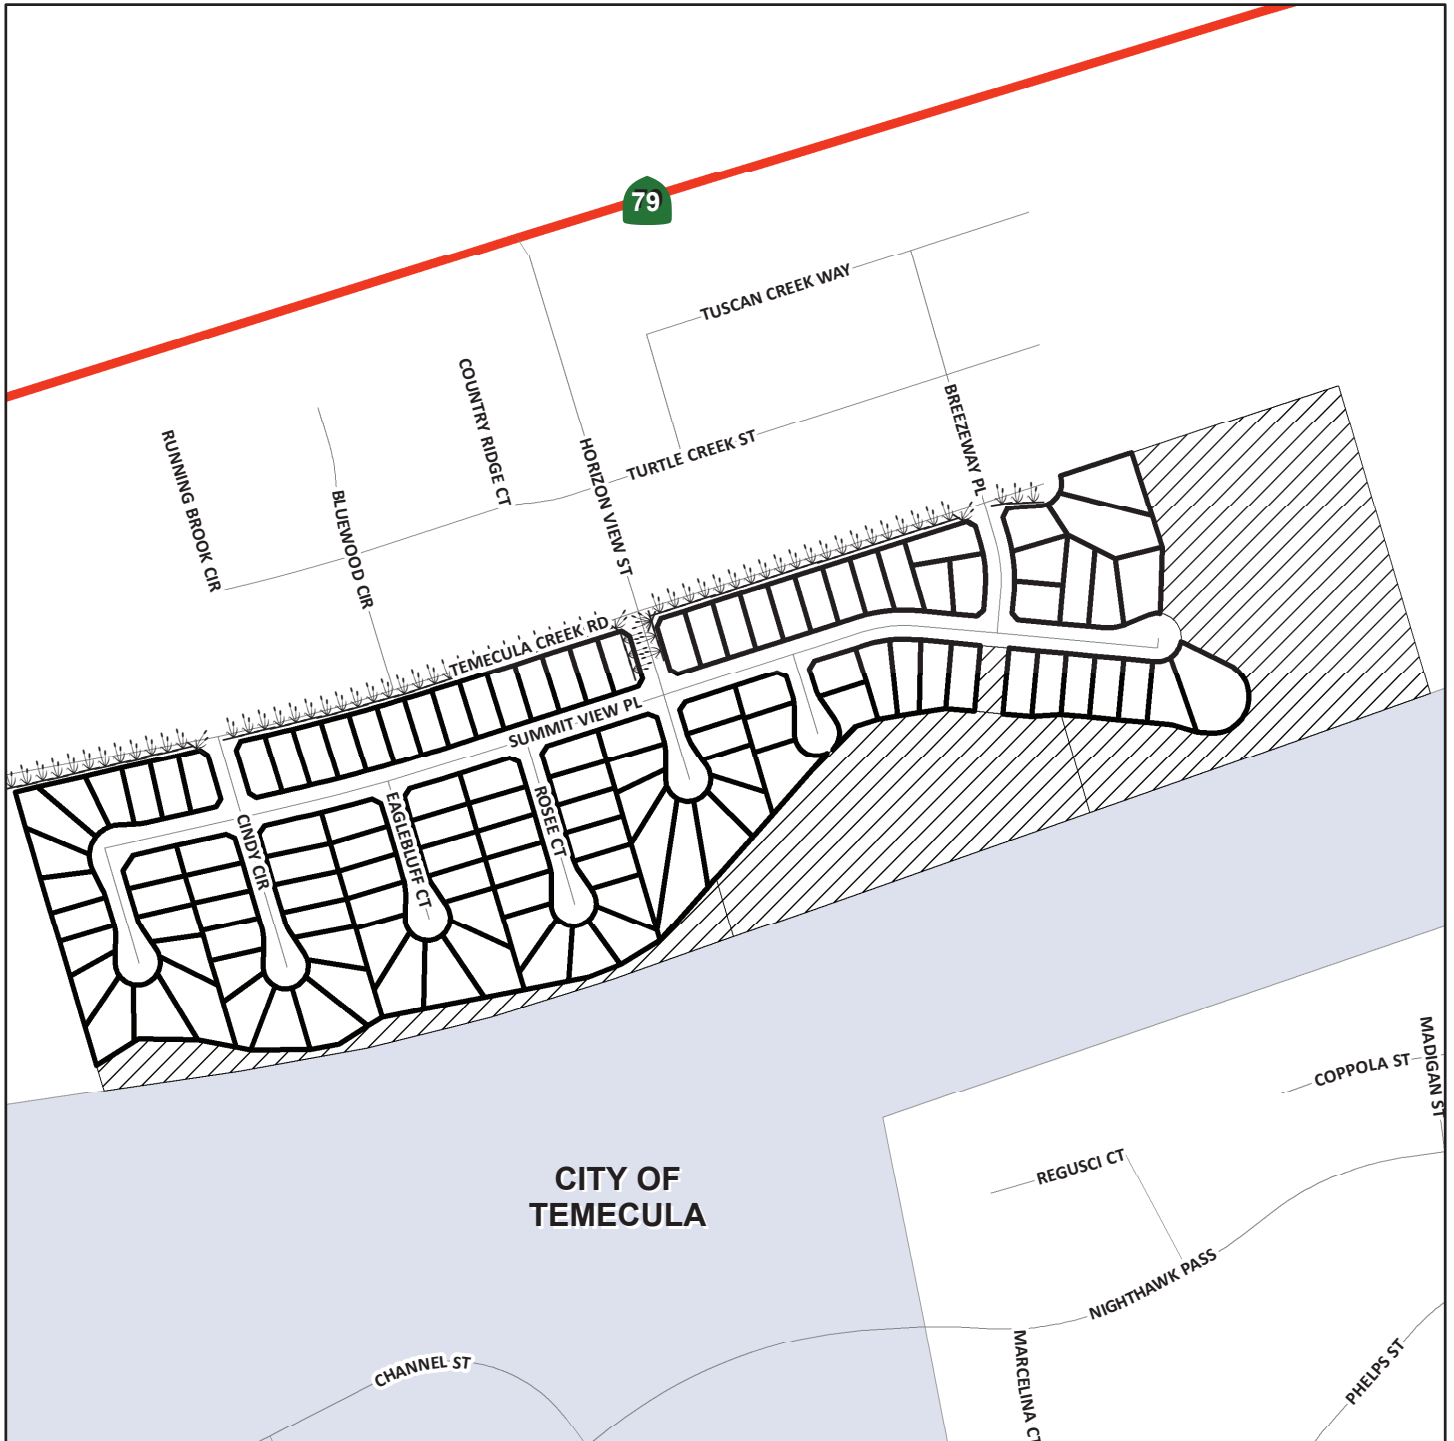 79
TUSCAN CREEK WAY
COUNTRY RIDGE CT
BREEZEWAY PL
RUNNING BROOK CIR
HORIZON VIEW ST
TURTLE CREEK ST
BLUEWOOD CIR
TEMECULA CREEK RD
SUMMIT VIEW PL
CINDY CIR
EAGLEBLUFF CT
ROSEE CT
MADIGAN ST
COPPOLA ST
REGUSCI CT
CITY OF
TEMECULA
NIGHTHAWK PASS
MARCELINA CT
PHELPS ST
CHANNEL ST